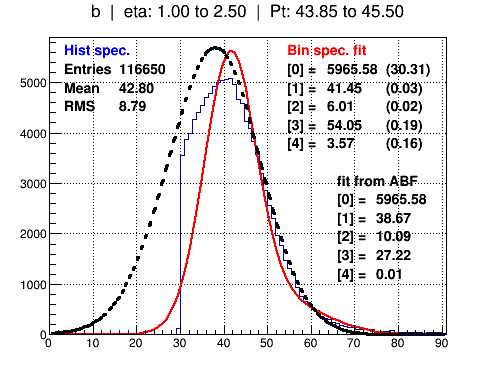 b | eta: 1.00 to 2.50 | Pt: 43.85 to 45.50
Hist spec.
Entries 116650
Mean 42.80
RMS 8.79
Bin spec. fit
[0] = 5965.58 (30.31)
[1] = 41.45 (0.03)
[2] = 6.01 (0.02)
[3] = 54.05 (0.19)
[4] = 3.57 (0.16)
fit from ABF
[0] = 5965.58
[1] = 38.67
[2] = 10.09
[3] = 27.22
[4] = 0.01
5000
4000
3000
2000
1000
0
0 10 20 30 40 50 60 70 80 90